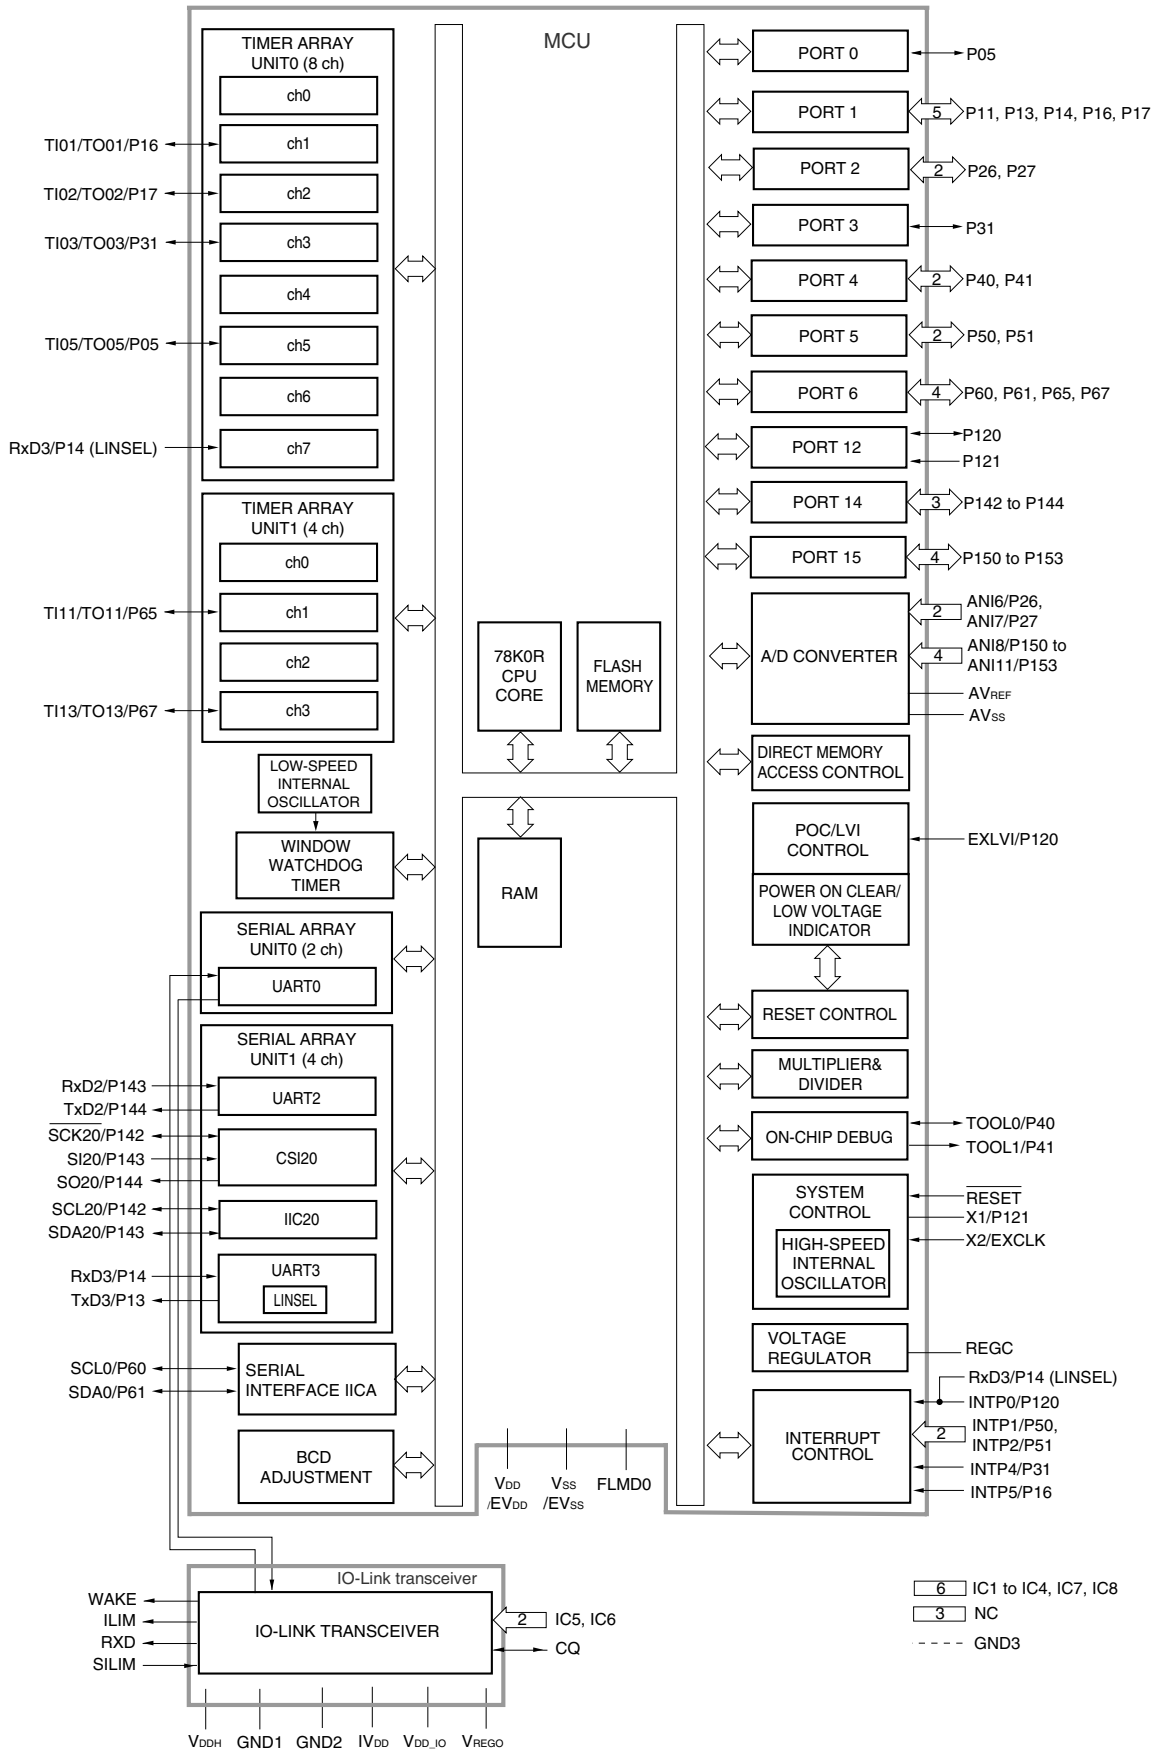 MCU
TIMER ARRAY
UNIT0 (8 ch)
ch0
TI01/TO01/P16
ch1
TI02/TO02/P17
ch2
TI03/TO03/P31
ch3
ch4
TI05/TO05/P05
ch5
ch6
RxD3/P14 (LINSEL)
ch7
TIMER ARRAY
UNIT1 (4 ch)
ch0
TI11/TO11/P65
ch1
ch2
TI13/TO13/P67
ch3
LOW-SPEED
INTERNAL
OSCILLATOR
WINDOW
WATCHDOG
TIMER
SERIAL ARRAY
UNIT0 (2 ch)
UART0
SERIAL ARRAY
UNIT1 (4 ch)
RxD2/P143
TxD2/P144
UART2
SCK20/P142
SI20/P143
SO20/P144
CSI20
SCL20/P142
SDA20/P143
IIC20
RxD3/P14
TxD3/P13
UART3
LINSEL
SCL0/P60
SDA0/P61
SERIAL
INTERFACE IICA
BCD
ADJUSTMENT
78K0R
CPU
CORE
FLASH
MEMORY
RAM
VDD
/EVDD
VSS
/EVSS
FLMD0
PORT 0
P05
PORT 1
5
P11, P13, P14, P16, P17
PORT 2
2
P26, P27
PORT 3
P31
PORT 4
2
P40, P41
PORT 5
2
P50, P51
PORT 6
4
P60, P61, P65, P67
PORT 12
P120
P121
PORT 14
3
P142 to P144
PORT 15
4
P150 to P153
A/D CONVERTER
2
ANI6/P26,
ANI7/P27
4
ANI8/P150 to
ANI11/P153
AVREF
AVSS
DIRECT MEMORY
ACCESS CONTROL
POC/LVI
CONTROL
EXLVI/P120
POWER ON CLEAR/
LOW VOLTAGE
INDICATOR
RESET CONTROL
MULTIPLIER&
DIVIDER
ON-CHIP DEBUG
TOOL0/P40
TOOL1/P41
SYSTEM
CONTROL
HIGH-SPEED
INTERNAL
OSCILLATOR
RESET
X1/P121
X2/EXCLK
VOLTAGE
REGULATOR
REGC
INTERRUPT
CONTROL
RxD3/P14 (LINSEL)
INTP0/P120
2
INTP1/P50,
INTP2/P51
INTP4/P31
INTP5/P16
IO-Link transceiver
IO-LINK TRANSCEIVER
WAKE
ILIM
RXD
SILIM
2
IC5, IC6
CQ
VDDH
GND1
GND2
IVDD
VDD_IO
VREGO
6
IC1 to IC4, IC7, IC8
3
NC
GND3